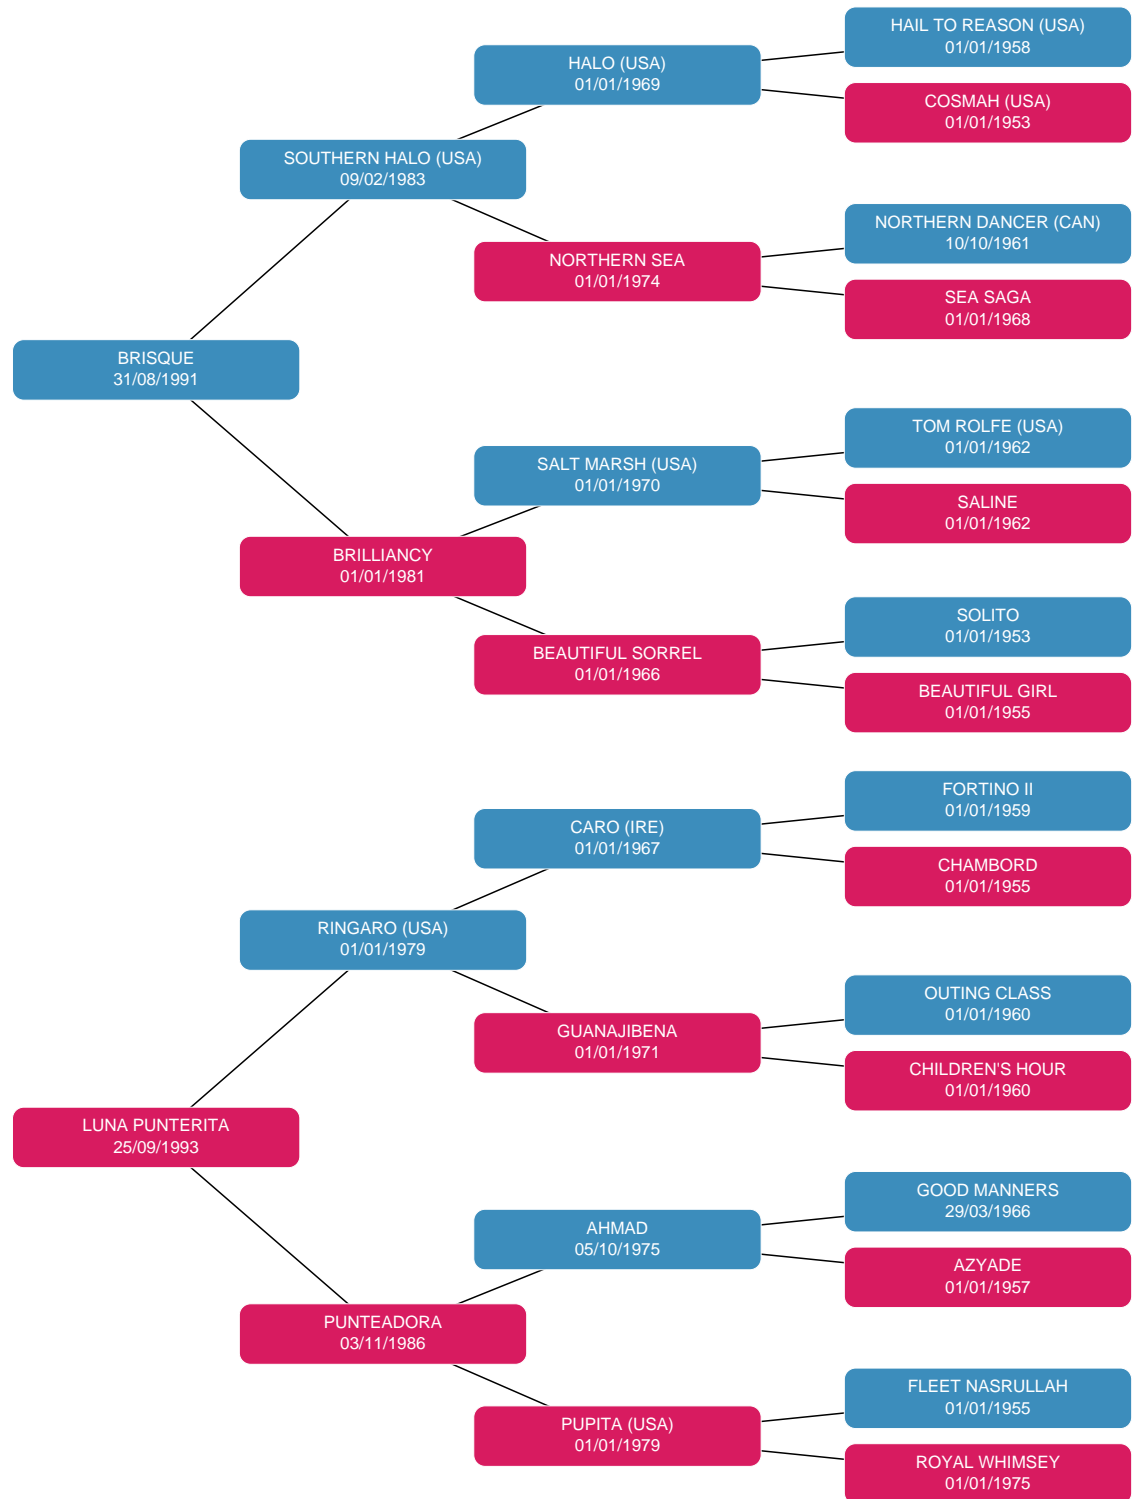 HAIL TO REASON (USA)
01/01/1958
HALO (USA)
01/01/1969
COSMAH (USA)
01/01/1953
SOUTHERN HALO (USA)
09/02/1983
NORTHERN DANCER (CAN)
10/10/1961
NORTHERN SEA
01/01/1974
SEA SAGA
01/01/1968
BRISQUE
31/08/1991
TOM ROLFE (USA)
01/01/1962
SALT MARSH (USA)
01/01/1970
SALINE
01/01/1962
BRILLIANCY
01/01/1981
SOLITO
01/01/1953
BEAUTIFUL SORREL
01/01/1966
BEAUTIFUL GIRL
01/01/1955
FORTINO II
01/01/1959
CARO (IRE)
01/01/1967
CHAMBORD
01/01/1955
RINGARO (USA)
01/01/1979
OUTING CLASS
01/01/1960
GUANAJIBENA
01/01/1971
CHILDREN'S HOUR
01/01/1960
LUNA PUNTERITA
25/09/1993
GOOD MANNERS
29/03/1966
AHMAD
05/10/1975
AZYADE
01/01/1957
PUNTEADORA
03/11/1986
FLEET NASRULLAH
01/01/1955
PUPITA (USA)
01/01/1979
ROYAL WHIMSEY
01/01/1975